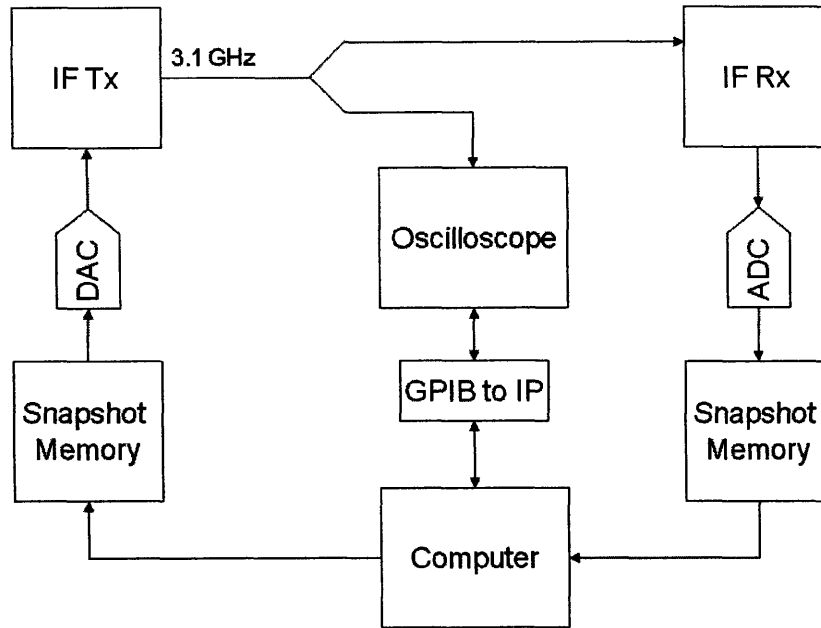 IF Tx
3.1 GHz
IF Rx
Oscilloscope
DAC
ADC
GPIB to IP
Snapshot
Memory
Snapshot
Memory
Computer